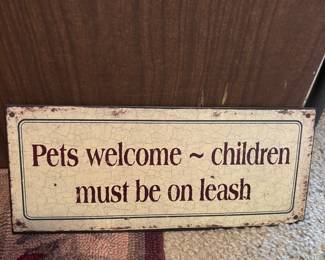 Pets welcome ~ children
must be on leash